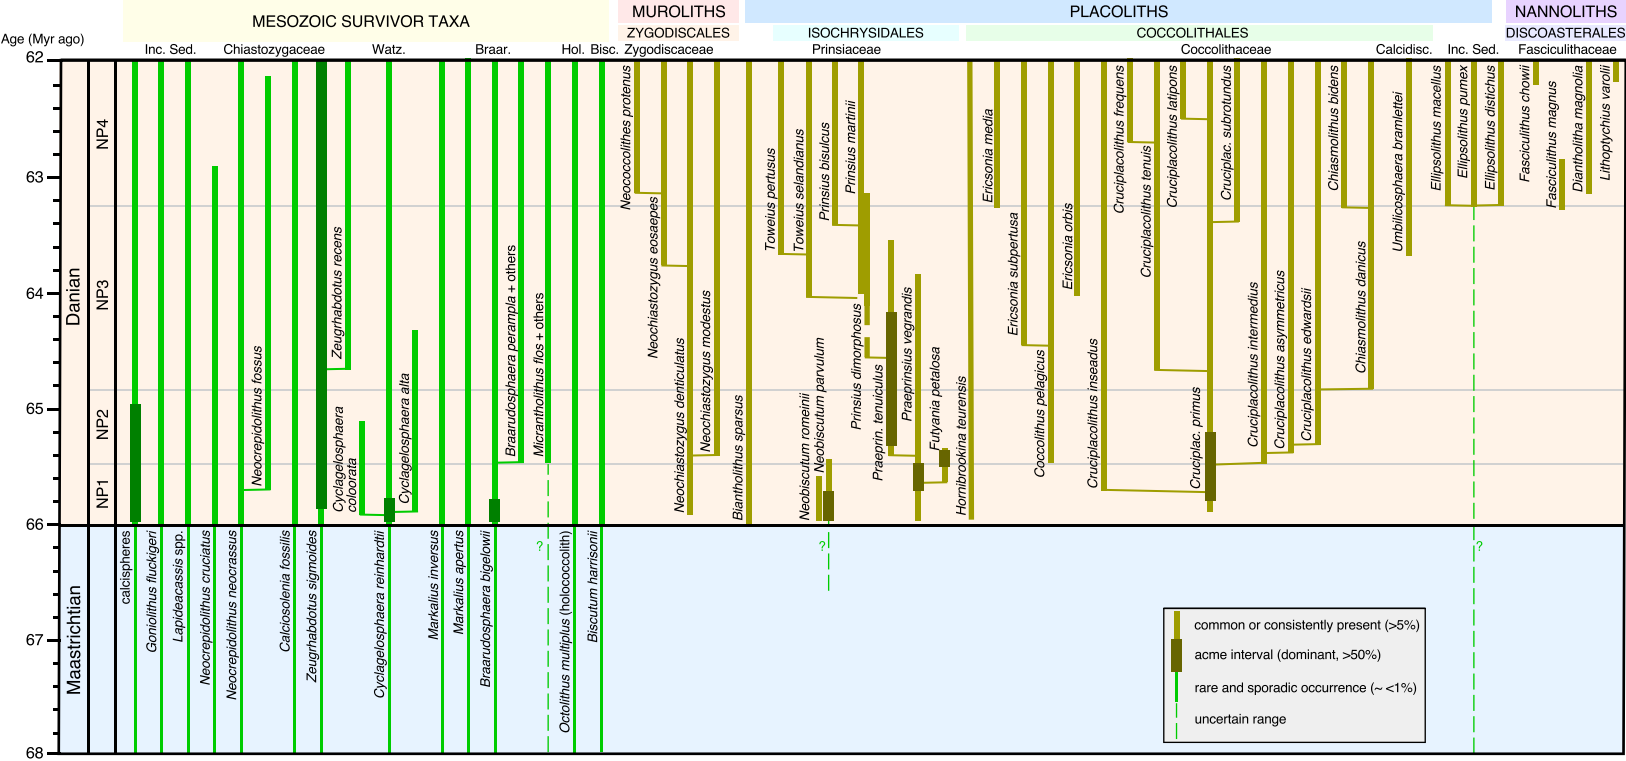 MESOZOIC SURVIVOR TAXA
MUROLITHS
PLACOLITHS
NANNOLITHS
ZYGODISCALES
ISOCHRYSIDALES
COCCOLITHALES
DISCOASTERALES
Age (Myr ago)
Inc. Sed.
Chiastozygaceae
Watz.
Braar.
Hol.
Bisc.
Zygodiscaceae
Prinsiaceae
Coccolithaceae
Calcidisc.
Inc. Sed.
Fasciculithaceae
62
63
64
65
66
67
68
Danian
Maastrichtian
NP4
NP3
NP2
NP1
calcispheres
Goniolithus fluckigeri
Lapideacassis spp.
Neocrepidolithus cruciatus
Neocrepidolithus neocrassus
Neocrepidolithus fossus
Calciosolenia fossilis
Zeugrhabdotus sigmoides
Zeugrhabdotus recens
Cyclagelosphaera
coloorata
Cyclagelosphaera reinhardtii
Cyclagelosphaera alta
Markalius inversus
Markalius apertus
Braarudosphaera bigelowii
Braarudosphaera perampla + others
Micrantholithus flos + others
?
Octolithus multiplus (holococcolith)
Biscutum harrisonii
Neococcolithes protenus
Neochiastozygus eosaepes
Neochiastozygus denticulatus
Neochiastozygus modestus
Biantholithus sparsus
Toweius pertusus
Toweius selandianus
Neobiscutum romeinii
Neobiscutum parvulum
?
Prinsius bisulcus
Prinsius martinii
Prinsius dimorphosus
Praeprin. tenuiculus
Praeprinsius vegrandis
Futyania petalosa
Hornibrookina teurensis
Ericsonia media
Ericsonia subpertusa
Coccolithus pelagicus
Ericsonia orbis
Cruciplacolithus inseadus
Cruciplacolithus frequens
Cruciplacolithus tenuis
Cruciplacolithus latipons
Cruciplac. primus
Cruciplac. subrotundus
Cruciplacolithus intermedius
Cruciplacolithus asymmetricus
Cruciplacolithus edwardsii
Chiasmolithus bidens
Chiasmolithus danicus
Umbilicosphaera bramlettei
Ellipsolithus macellus
Ellipsolithus pumex
?
Ellipsolithus distichus
Fasciculithus chowii
Fasciculithus magnus
Diantholitha magnolia
Lithoptychius varolii
common or consistently present (>5%)
acme interval (dominant, >50%)
rare and sporadic occurrence (~ <1%)
uncertain range